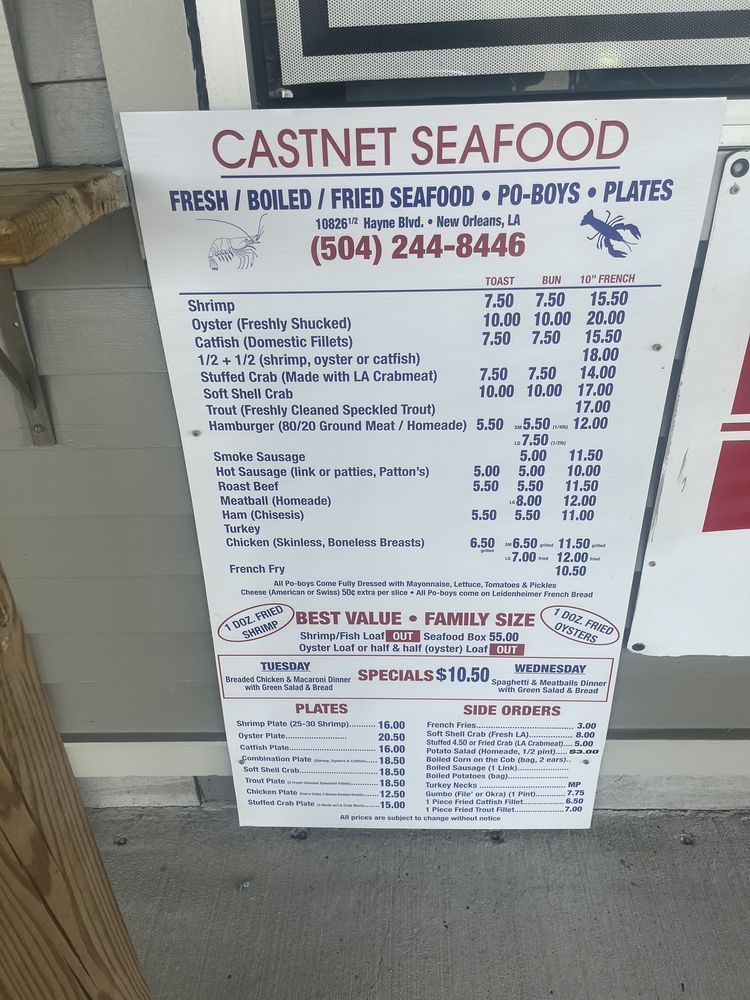 CASTNET SEAFOOD
FRESH / BOILED / FRIED SEAFOOD • PO-BOYS • PLATES
10826 1/2 Hayne Blvd. • New Orleans, LA
(504) 244-8446
TOAST BUN 10" FRENCH
Shrimp 7.50 7.50 15.50
Oyster (Freshly Shucked) 10.00 10.00 20.00
Catfish (Domestic Fillets) 7.50 7.50 15.50
1/2 + 1/2 (shrimp, oyster or catfish) 18.00
Stuffed Crab (Made with LA Crabmeat) 7.50 7.50 14.00
Soft Shell Crab 10.00 10.00 17.00
Trout (Freshly Cleaned Speckled Trout) 17.00
Hamburger (80/20 Ground Meat / Homeade) 5.50 SM 5.50 (1/4lb) 12.00
LG 7.50 (1/2lb)
Smoke Sausage 5.00 11.50
Hot Sausage (link or patties, Patton's) 5.00 5.00 10.00
Roast Beef 5.50 5.50 11.50
Meatball (Homeade) LG 8.00 12.00
Ham (Chisesis) 5.50 5.50 11.00
Turkey
Chicken (Skinless, Boneless Breasts) 6.50 grilled SM 6.50 grilled 11.50 grilled
LG 7.00 fried 12.00 fried
French Fry 10.50
All Po-boys Come Fully Dressed with Mayonnaise, Lettuce, Tomatoes & Pickles
Cheese (American or Swiss) 50¢ extra per slice • All Po-boys come on Leidenheimer French Bread
1 DOZ. FRIED SHRIMP
BEST VALUE • FAMILY SIZE
1 DOZ. FRIED OYSTERS
Shrimp/Fish Loaf OUT Seafood Box 55.00
Oyster Loaf or half & half (oyster) Loaf OUT
TUESDAY
Breaded Chicken & Macaroni Dinner
with Green Salad & Bread
SPECIALS $10.50
WEDNESDAY
Spaghetti & Meatballs Dinner
with Green Salad & Bread
PLATES
Shrimp Plate (25-30 Shrimp)........... 16.00
Oyster Plate........................ 20.50
Catfish Plate........................ 16.00
Combination Plate (Shrimp, Oysters & Catfish)..... 18.50
Soft Shell Crab........................ 18.50
Trout Plate ..... 18.50
Chicken Plate ..... 12.50
Stuffed Crab Plate ..... 15.00
SIDE ORDERS
French Fries.............................. 3.00
Soft Shell Crab (Fresh LA)............... 8.00
Stuffed 4.50 or Fried Crab (LA Crabmeat).... 5.00
Potato Salad (Homeade, 1/2 pint)..... $3.00
Boiled Corn on the Cob (bag, 2 ears)..
Boiled Sausage (1 Link)...................
Boiled Potatoes (bag)...................
Turkey Necks ........................... MP
Gumbo (File' or Okra) (1 Pint)........... 7.75
1 Piece Fried Catfish Fillet............... 6.50
1 Piece Fried Trout Fillet................. 7.00
All prices are subject to change without notice